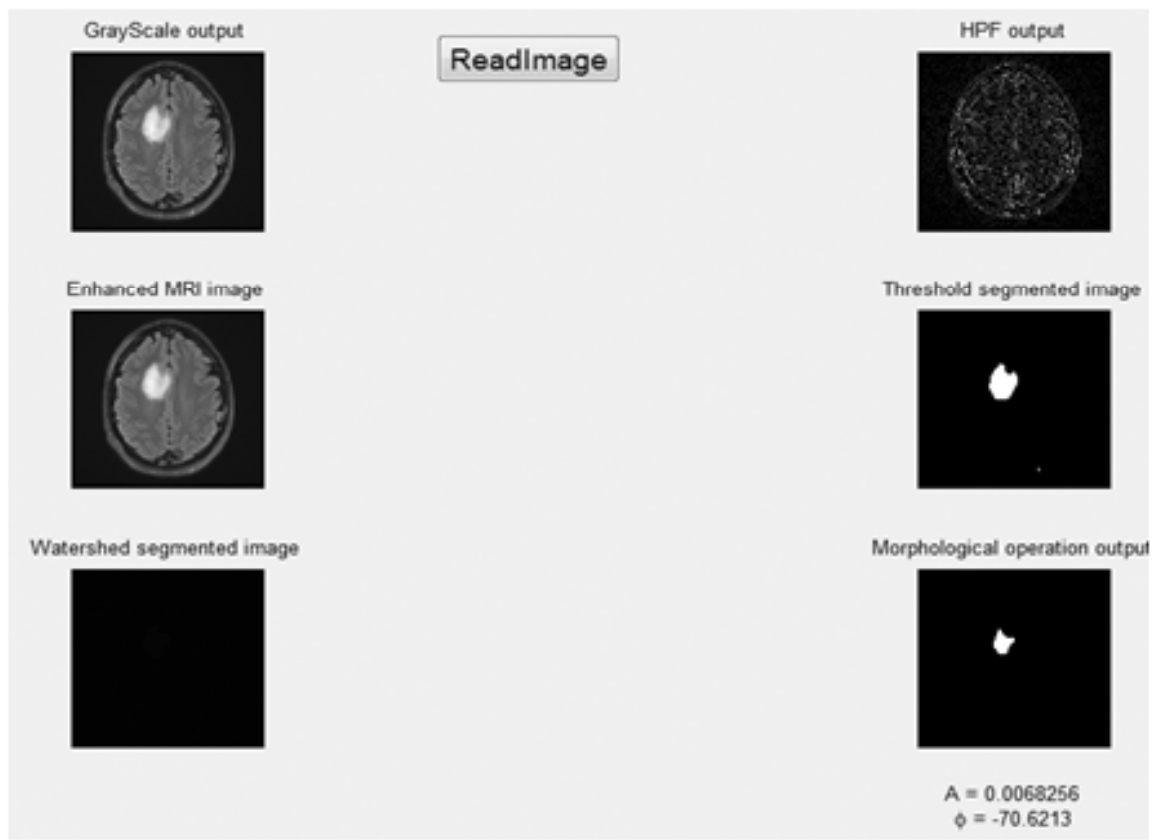 GrayScale output
ReadImage
HPF output
Enhanced MRI image
Threshold segmented image
Watershed segmented image
Morphological operation output
A = 0.0068256
ϕ = -70.6213